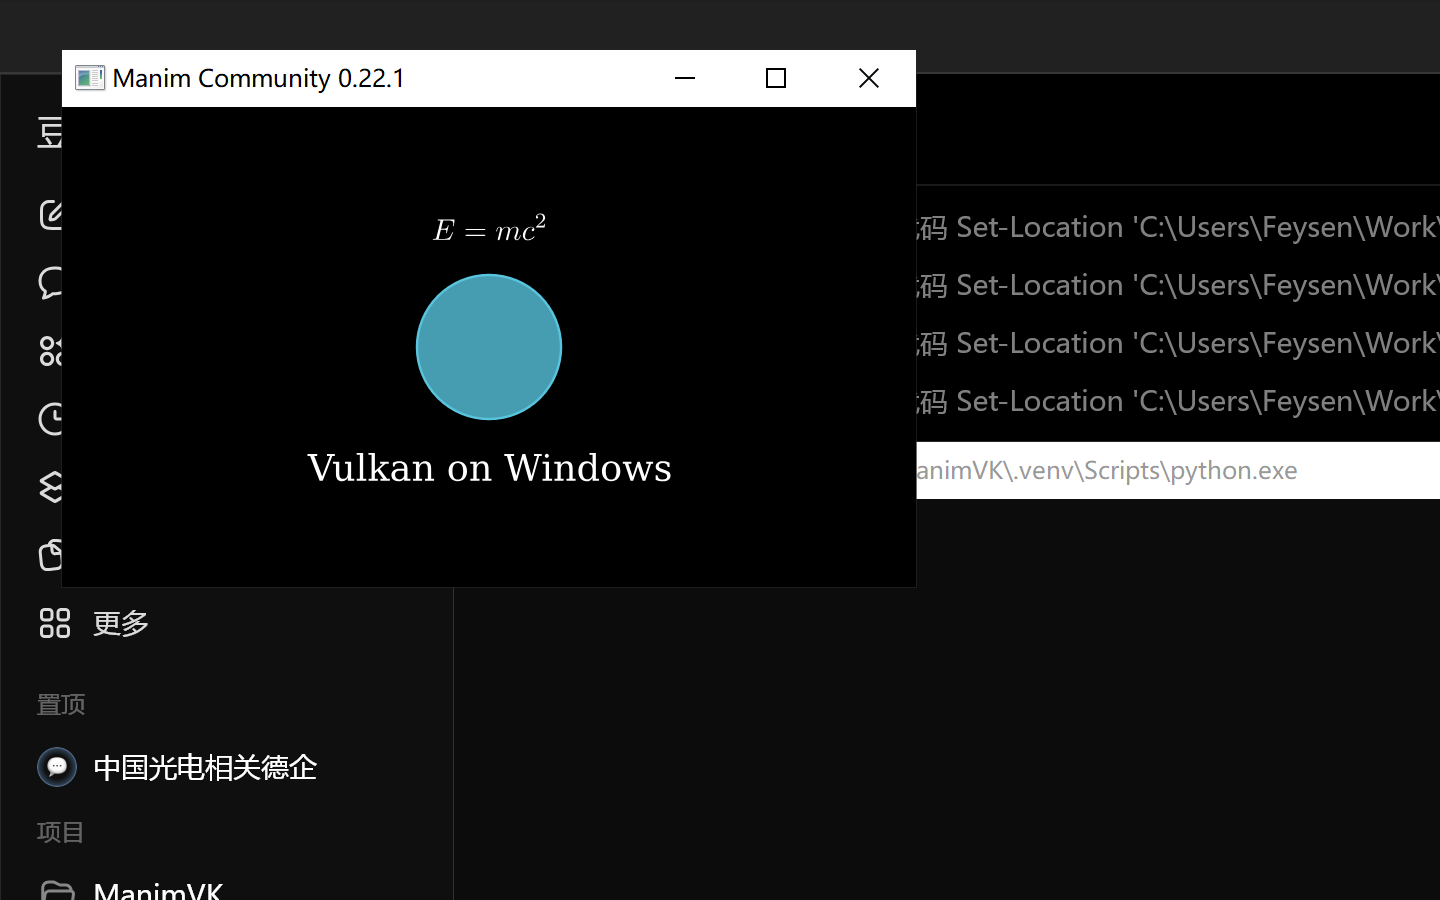 Manim Community 0.22.1
E = mc²
Vulkan on Windows
码 Set-Location 'C:\Users\Feysen\Work\
码 Set-Location 'C:\Users\Feysen\Work\
码 Set-Location 'C:\Users\Feysen\Work\
码 Set-Location 'C:\Users\Feysen\Work\
animVK\.venv\Scripts\python.exe
更多
置顶
中国光电相关德企
项目
ManimVK